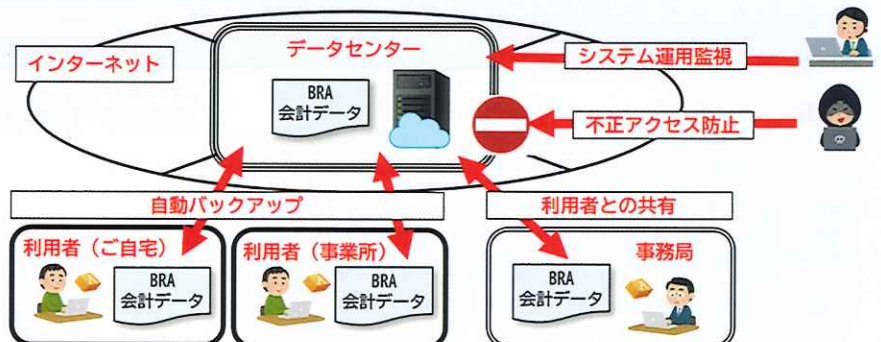 データセンター
システム運用監視
インターネット
BRA
会計データ
不正アクセス防止
自動バックアップ
利用者との共有
利用者（ご自宅）
利用者（事業所）
事務局
BRA
会計データ
BRA
会計データ
BRA
会計データ